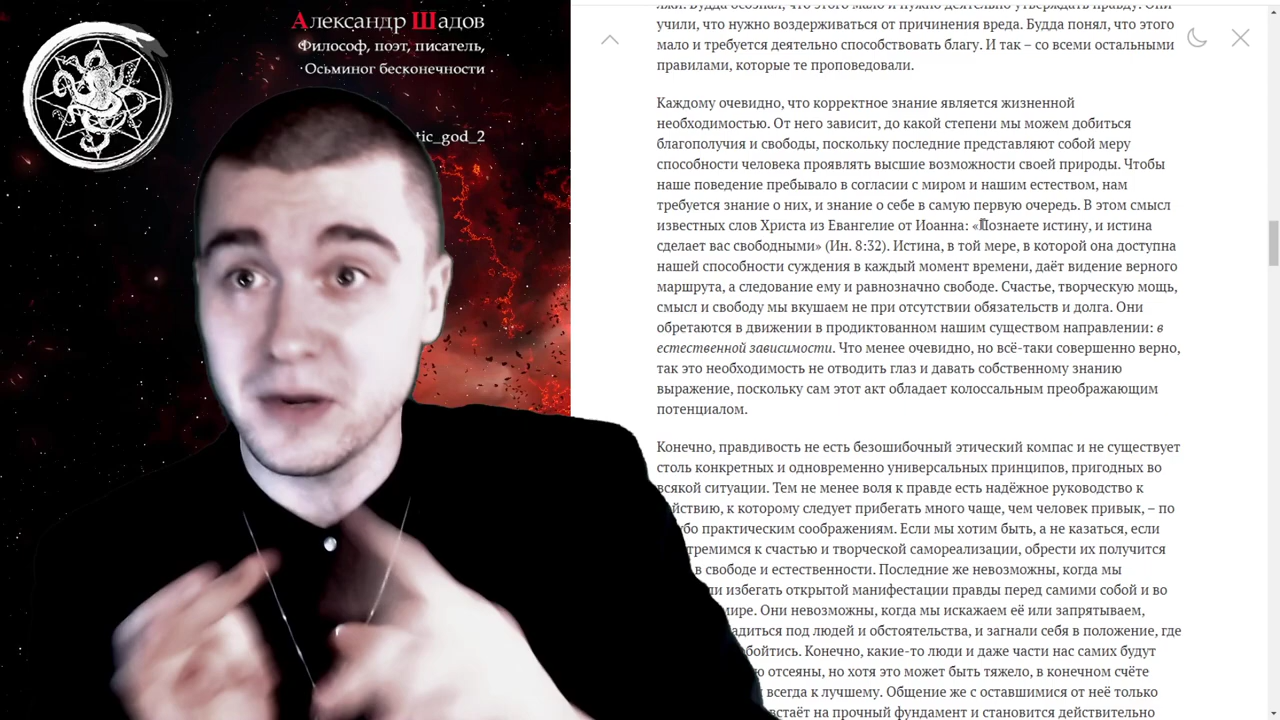 Александр Шадов
Философ, поэт, писатель,
Осьминог бесконечности
tic_god_2
учили, что нужно воздерживаться от причинения вреда. Будда понял, что этого
мало и требуется деятельно способствовать благу. И так – со всеми остальными
правилами, которые те проповедовали.
Каждому очевидно, что корректное знание является жизненной
необходимостью. От него зависит, до какой степени мы можем добиться
благополучия и свободы, поскольку последние представляют собой меру
способности человека проявлять высшие возможности своей природы. Чтобы
наше поведение пребывало в согласии с миром и нашим естеством, нам
требуется знание о них, и знание о себе в самую первую очередь. В этом смысл
известных слов Христа из Евангелие от Иоанна: «Познаете истину, и истина
сделает вас свободными» (Ин. 8:32). Истина, в той мере, в которой она доступна
нашей способности суждения в каждый момент времени, даёт видение верного
маршрута, а следование ему и равнозначно свободе. Счастье, творческую мощь,
смысл и свободу мы вкушаем не при отсутствии обязательств и долга. Они
обретаются в движении в продиктованном нашим существом направлении: в
естественной зависимости. Что менее очевидно, но всё-таки совершенно верно,
так это необходимость не отводить глаз и давать собственному знанию
выражение, поскольку сам этот акт обладает колоссальным преображающим
потенциалом.
Конечно, правдивость не есть безошибочный этический компас и не существует
столь конкретных и одновременно универсальных принципов, пригодных во
всякой ситуации. Тем не менее воля к правде есть надёжное руководство к
йствию, к которому следует прибегать много чаще, чем человек привык, – по
убо практическим соображениям. Если мы хотим быть, а не казаться, если
тремимся к счастью и творческой самореализации, обрести их получится
в свободе и естественности. Последние же невозможны, когда мы
ли избегать открытой манифестации правды перед самими собой и во
мире. Они невозможны, когда мы искажаем её или запрятываем,
адиться под людей и обстоятельства, и загнали себя в положение, где
обойтись. Конечно, какие-то люди и даже части нас самих будут
ю отсеяны, но хотя это может быть тяжело, в конечном счёте
всегда к лучшему. Общение же с оставшимися от неё только
встаёт на прочный фундамент и становится действительно